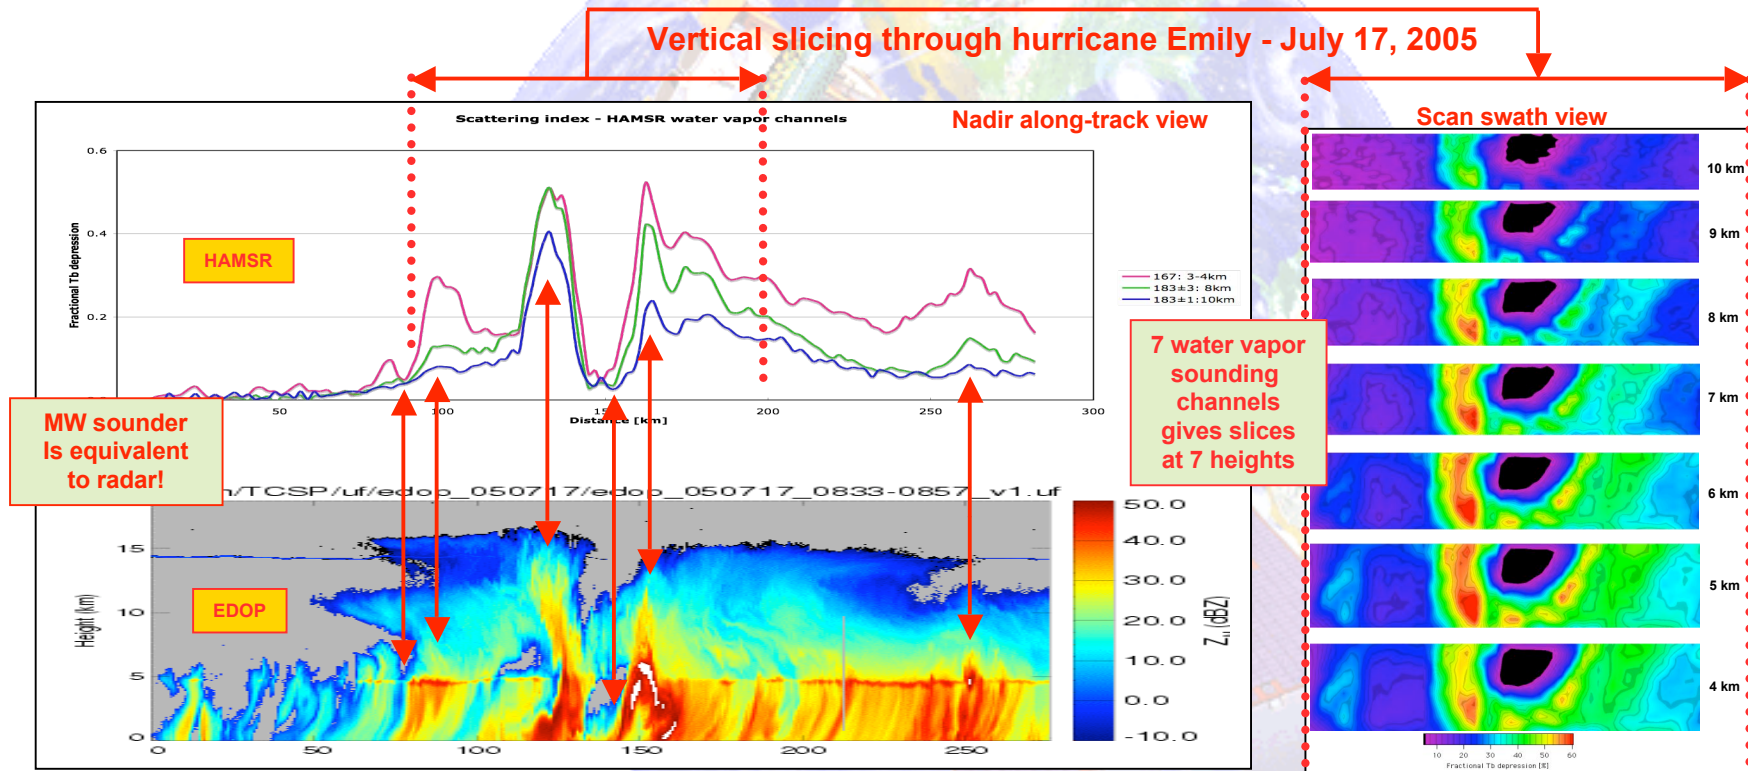 Vertical slicing through hurricane Emily - July 17, 2005
Scattering index - HAMSR water vapor channels
Nadir along-track view
0.6
0.4
0.2
Fractional Tb depression
HAMSR
167: 3-4km
183±3: 8km
183±1:10km
50
100
150
200
250
300
Distance [km]
MW sounder
Is equivalent
to radar!
7 water vapor
sounding
channels
gives slices
at 7 heights
n/TCSP/uf/edop_050717/edop_050717_0833-0857_v1.uf
15
10
5
0
Height (km)
EDOP
0
50
100
150
200
250
50.0
40.0
30.0
20.0
10.0
0.0
-10.0
Scan swath view
10 km
9 km
8 km
7 km
6 km
5 km
4 km
10 20 30 40 50 60
Fractional Tb depression [%]